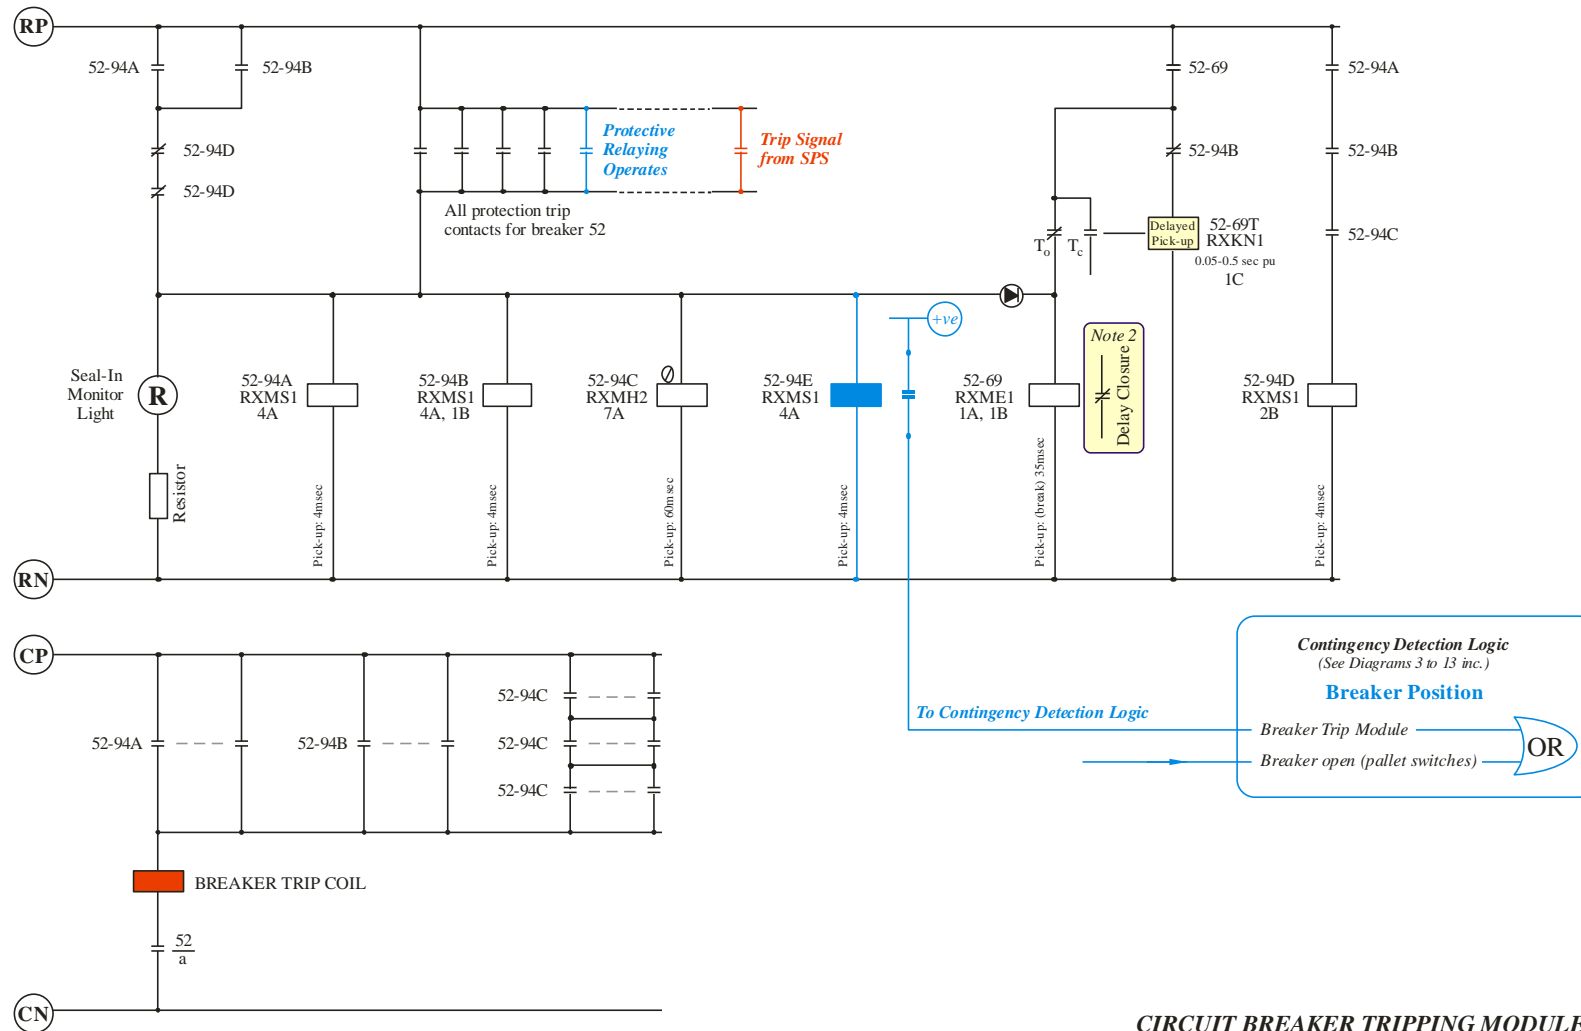 RP
52-94A
52-94B
52-94D
52-94D
Protective
Relaying
Operates
Trip Signal
from SPS
All protection trip
contacts for breaker 52
52-69
52-94B
To
Tc
Delayed
Pick-up
52-69T
RXKN1
0.05-0.5 sec pu
1C
52-94A
52-94B
52-94C
Seal-In
Monitor
Light
R
Resistor
52-94A
RXMS1
4A
Pick-up: 4msec
52-94B
RXMS1
4A, 1B
Pick-up: 4msec
52-94C
RXMH2
7A
Pick-up: 60msec
52-94E
RXMS1
4A
Pick-up: 4msec
+ve
52-69
RXME1
1A, 1B
Pick-up: (break) 35msec
Note 2
Delay Closure
52-94D
RXMS1
2B
Pick-up: 4msec
RN
CP
52-94A
52-94B
52-94C
52-94C
52-94C
To Contingency Detection Logic
Contingency Detection Logic
(See Diagrams 3 to 13 inc.)
Breaker Position
Breaker Trip Module
Breaker open (pallet switches)
OR
BREAKER TRIP COIL
52
a
CN
CIRCUIT BREAKER TRIPPING MODULE